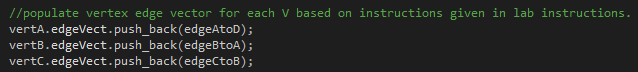 //populate vertex edge vector for each V based on instructions given in lab instructions.
vertA.edgeVect.push_back(edgeAtoD);
vertB.edgeVect.push_back(edgeBtoA);
vertC.edgeVect.push_back(edgeCtoB);